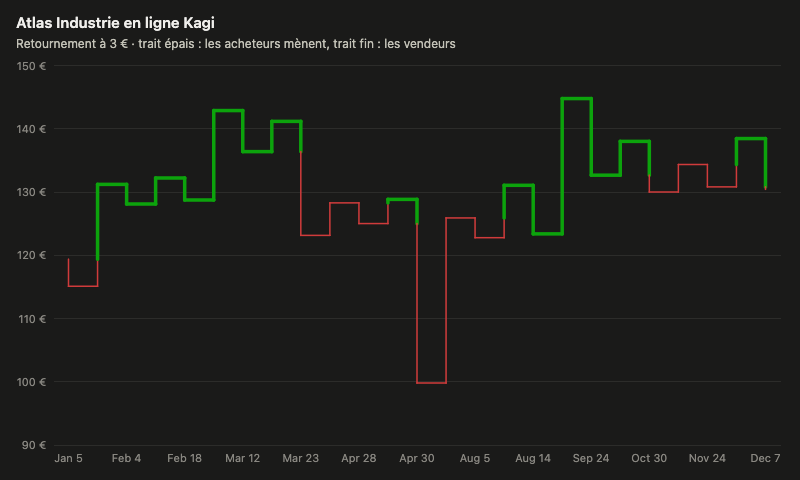 Atlas Industrie en ligne Kagi
Retournement à 3 € · trait épais : les acheteurs mènent, trait fin : les vendeurs
150 €
140 €
130 €
120 €
110 €
100 €
90 €
Jan 5 Feb 4 Feb 18 Mar 12 Mar 23 Apr 28 Apr 30 Aug 5 Aug 14 Sep 24 Oct 30 Nov 24 Dec 7